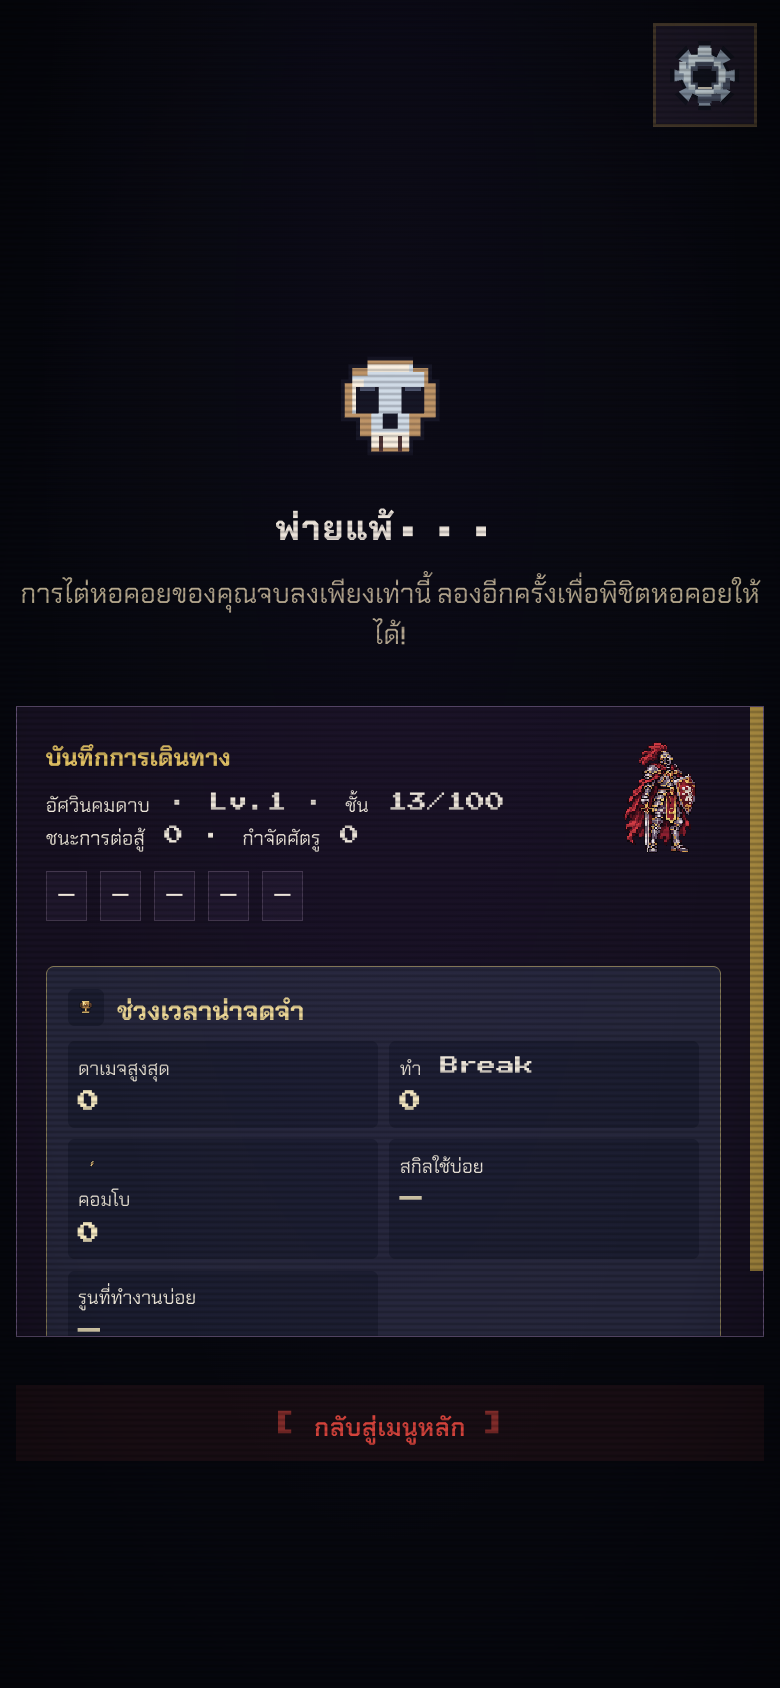 พ่ายแพ้...
การไต่หอคอยของคุณจบลงเพียงเท่านี้ ลองอีกครั้งเพื่อพิชิตหอคอยให้
ได้!
บันทึกการเดินทาง
อัศวินคมดาบ · Lv.1 · ชั้น 13/100
ชนะการต่อสู้ 0 · กำจัดศัตรู 0
— — — — —
ช่วงเวลาน่าจดจำ
ดาเมจสูงสุด
0
ทำ Break
0
คอมโบ
0
สกิลใช้บ่อย
—
รูนที่ทำงานบ่อย
—
[ กลับสู่เมนูหลัก ]